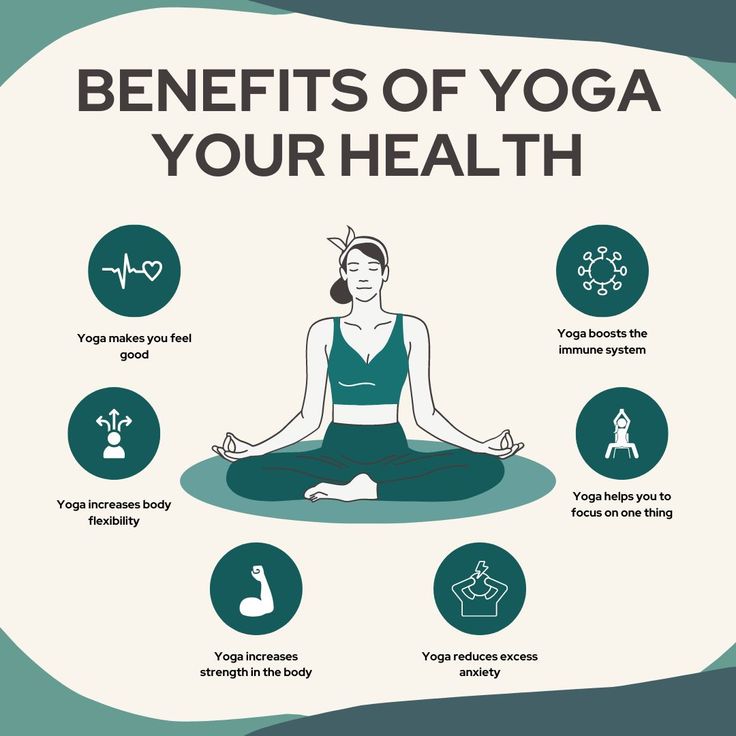 BENEFITS OF YOGA
YOUR HEALTH
Yoga makes you feel
good
Yoga boosts the
immune system
Yoga increases body
flexibility
Yoga helps you to
focus on one thing
Yoga increases
strength in the body
Yoga reduces excess
anxiety